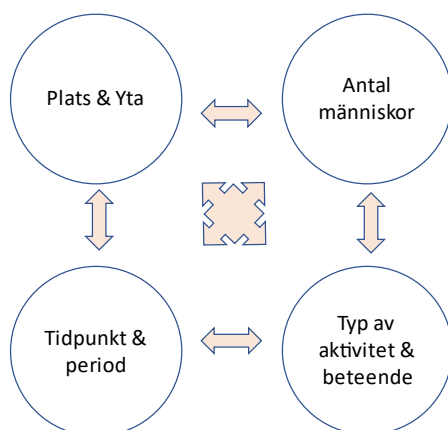 Plats & Yta
Antal
människor
Tidpunkt &
period
Typ av
aktivitet &
beteende